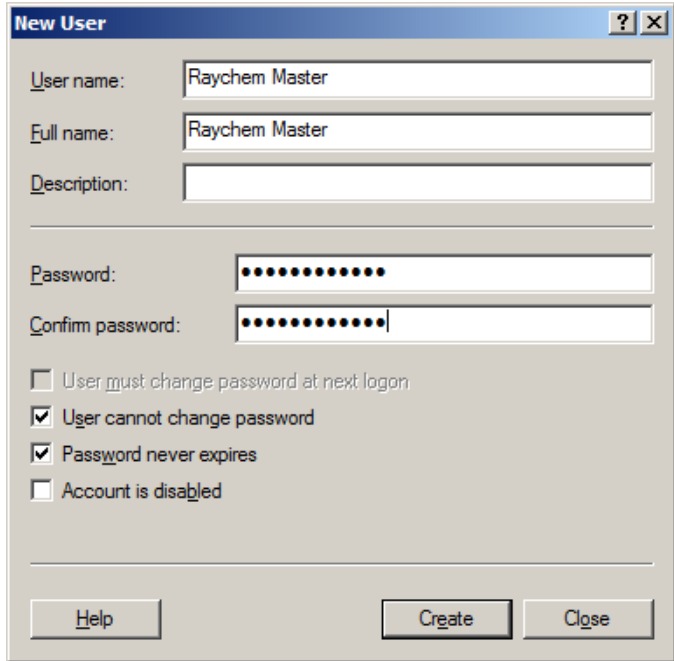 New User
User name: Raychem Master
Full name: Raychem Master
Description:
Password: ●●●●●●●●●●●●
Confirm password: ●●●●●●●●●●●●
User must change password at next logon
User cannot change password
Password never expires
Account is disabled
Help Create Close